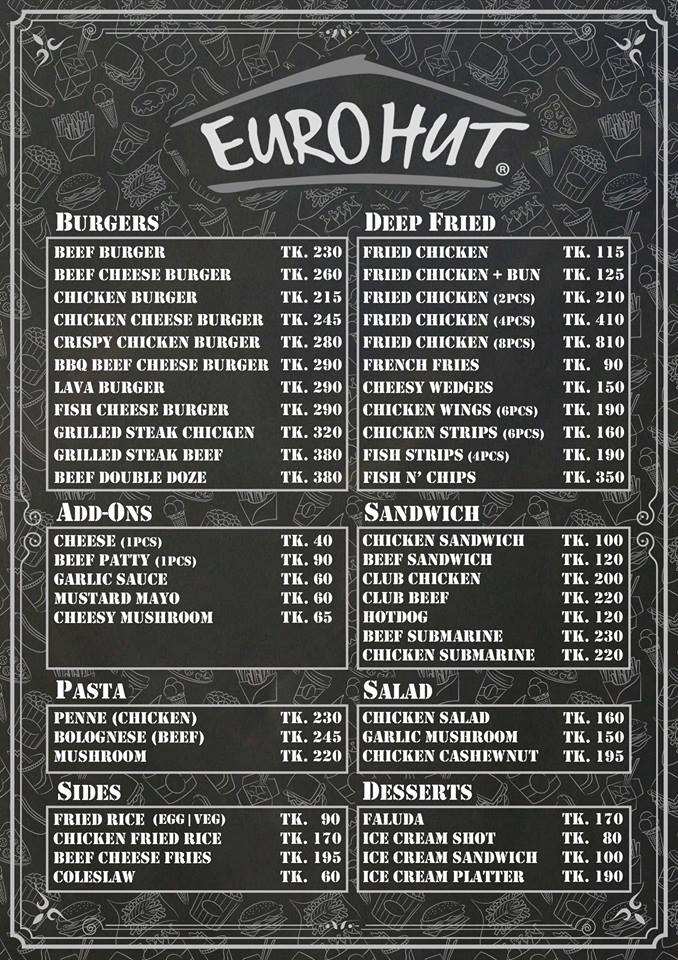 EURO HUT®
BURGERS
BEEF BURGER TK. 230
BEEF CHEESE BURGER TK. 260
CHICKEN BURGER TK. 215
CHICKEN CHEESE BURGER TK. 245
CRISPY CHICKEN BURGER TK. 280
BBQ BEEF CHEESE BURGER TK. 290
LAVA BURGER TK. 290
FISH CHEESE BURGER TK. 290
GRILLED STEAK CHICKEN TK. 320
GRILLED STEAK BEEF TK. 380
BEEF DOUBLE DOZE TK. 380
DEEP FRIED
FRIED CHICKEN TK. 115
FRIED CHICKEN + BUN TK. 125
FRIED CHICKEN (2PCS) TK. 210
FRIED CHICKEN (4PCS) TK. 410
FRIED CHICKEN (8PCS) TK. 810
FRENCH FRIES TK. 90
CHEESY WEDGES TK. 150
CHICKEN WINGS (6PCS) TK. 190
CHICKEN STRIPS (6PCS) TK. 160
FISH STRIPS (4PCS) TK. 190
FISH N' CHIPS TK. 350
ADD-ONS
CHEESE (1PCS) TK. 40
BEEF PATTY (1PCS) TK. 90
GARLIC SAUCE TK. 60
MUSTARD MAYO TK. 60
CHEESY MUSHROOM TK. 65
SANDWICH
CHICKEN SANDWICH TK. 100
BEEF SANDWICH TK. 120
CLUB CHICKEN TK. 200
CLUB BEEF TK. 220
HOTDOG TK. 120
BEEF SUBMARINE TK. 230
CHICKEN SUBMARINE TK. 220
PASTA
PENNE (CHICKEN) TK. 230
BOLOGNESE (BEEF) TK. 245
MUSHROOM TK. 220
SALAD
CHICKEN SALAD TK. 160
GARLIC MUSHROOM TK. 150
CHICKEN CASHEWNUT TK. 195
SIDES
FRIED RICE (EGG|VEG) TK. 90
CHICKEN FRIED RICE TK. 170
BEEF CHEESE FRIES TK. 195
COLESLAW TK. 60
DESSERTS
FALUDA TK. 170
ICE CREAM SHOT TK. 80
ICE CREAM SANDWICH TK. 100
ICE CREAM PLATTER TK. 190